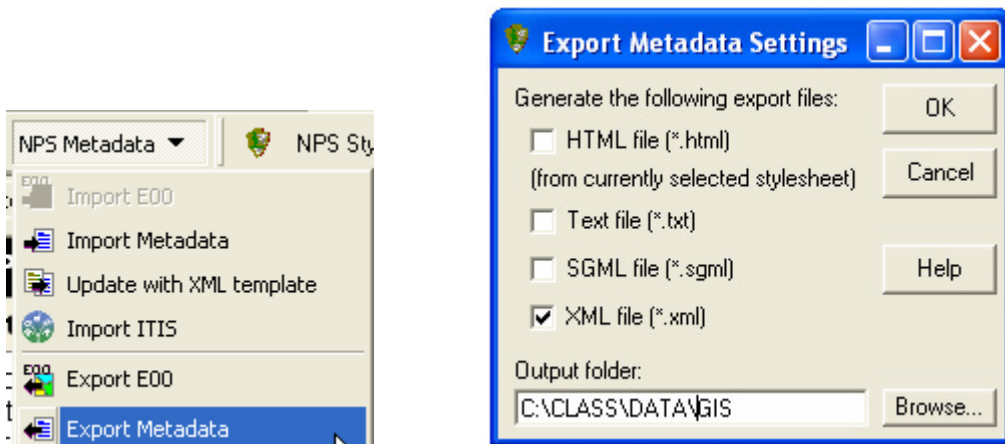 NPS Metadata
NPS Sty
Import E00
Import Metadata
Update with XML template
Import ITIS
Export E00
Export Metadata
Export Metadata Settings
Generate the following export files:
OK
HTML file (*.html)
(from currently selected stylesheet)
Cancel
Text file (*.txt)
SGML file (*.sgml)
Help
XML file (*.xml)
Output folder:
C:\CLASS\DATA\GIS
Browse...